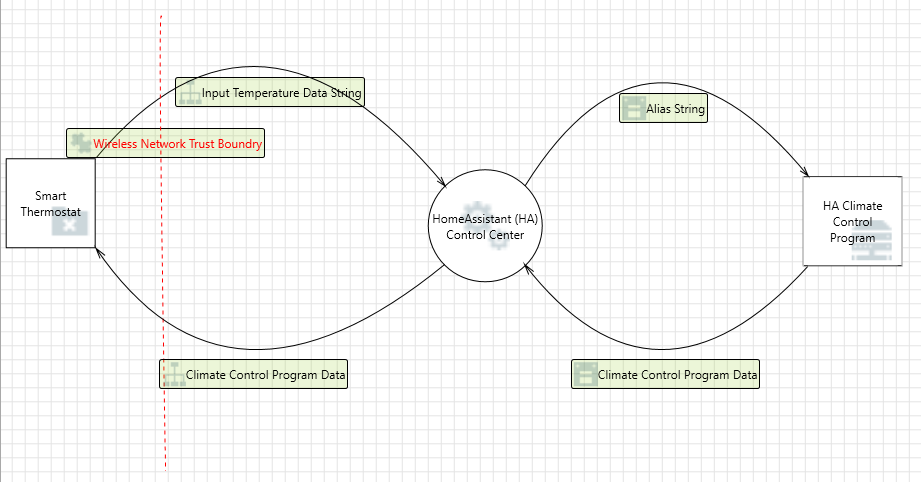 Input Temperature Data String
Alias String
Wireless Network Trust Boundry
Smart
Thermostat
HomeAssistant (HA)
Control Center
HA Climate
Control
Program
Climate Control Program Data
Climate Control Program Data